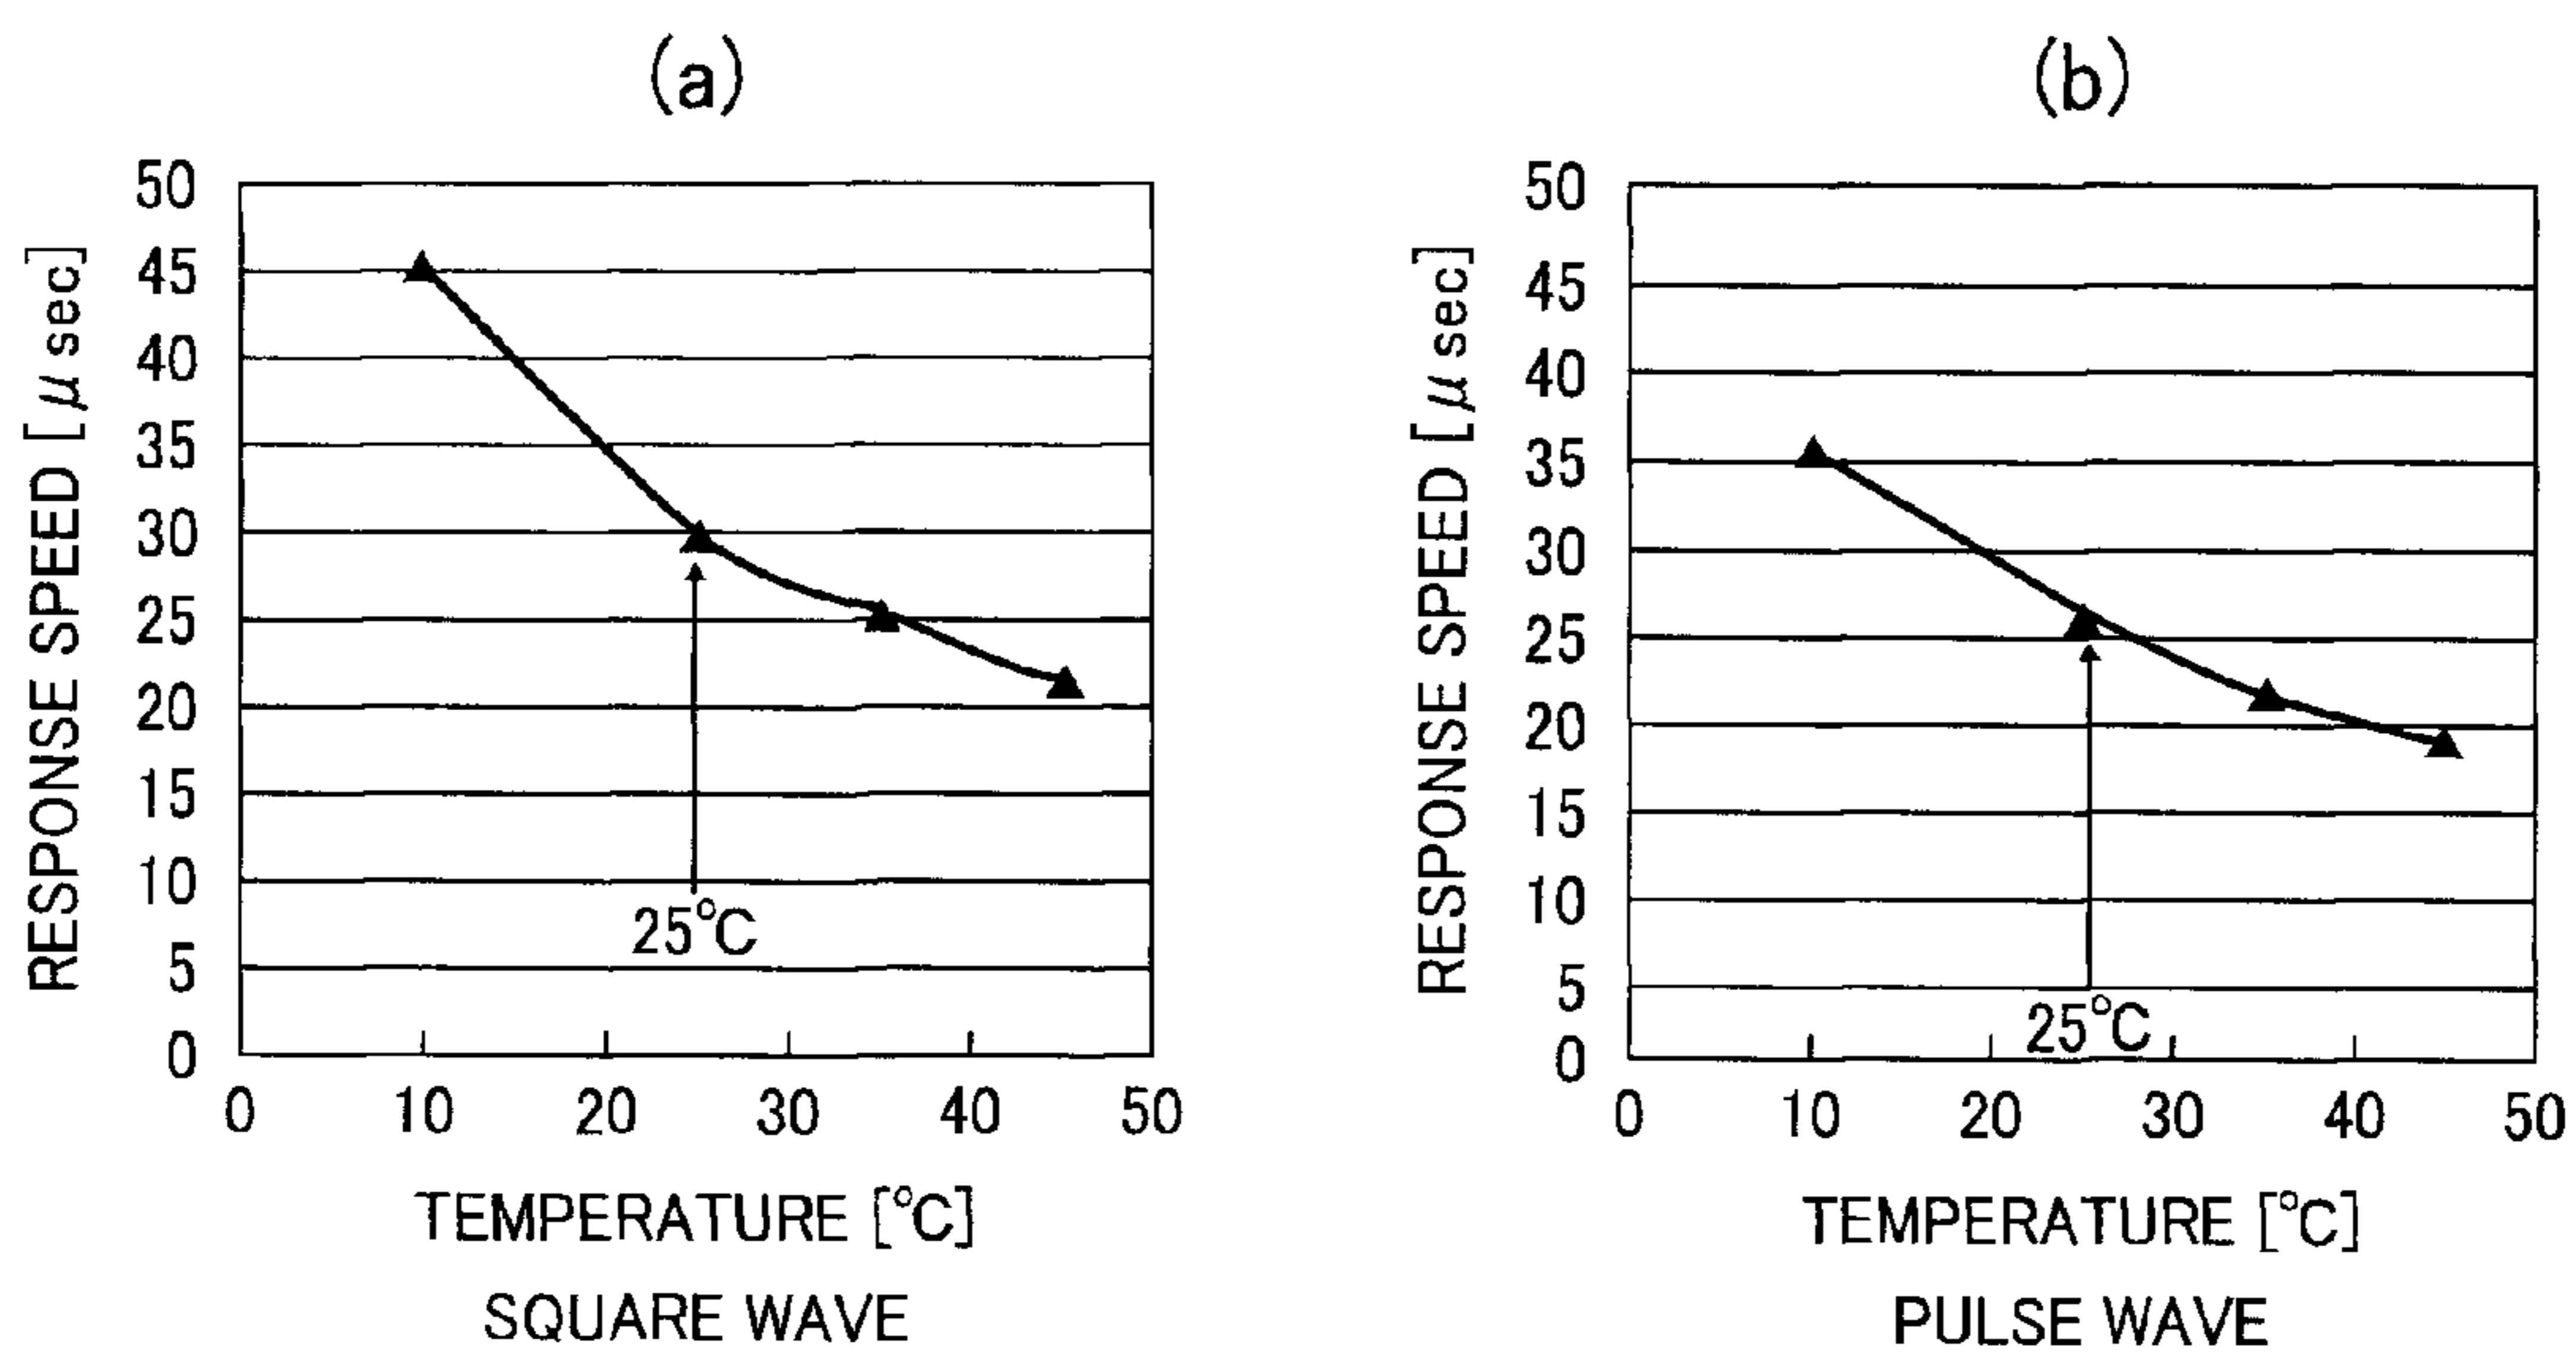 (a)
RESPONSE SPEED [μsec]
50
45
40
35
30
25
20
15
10
5
0
25°C
0 10 20 30 40 50
TEMPERATURE [°C]
SQUARE WAVE
(b)
RESPONSE SPEED [μsec]
50
45
40
35
30
25
20
15
10
5
0
25°C
0 10 20 30 40 50
TEMPERATURE [°C]
PULSE WAVE